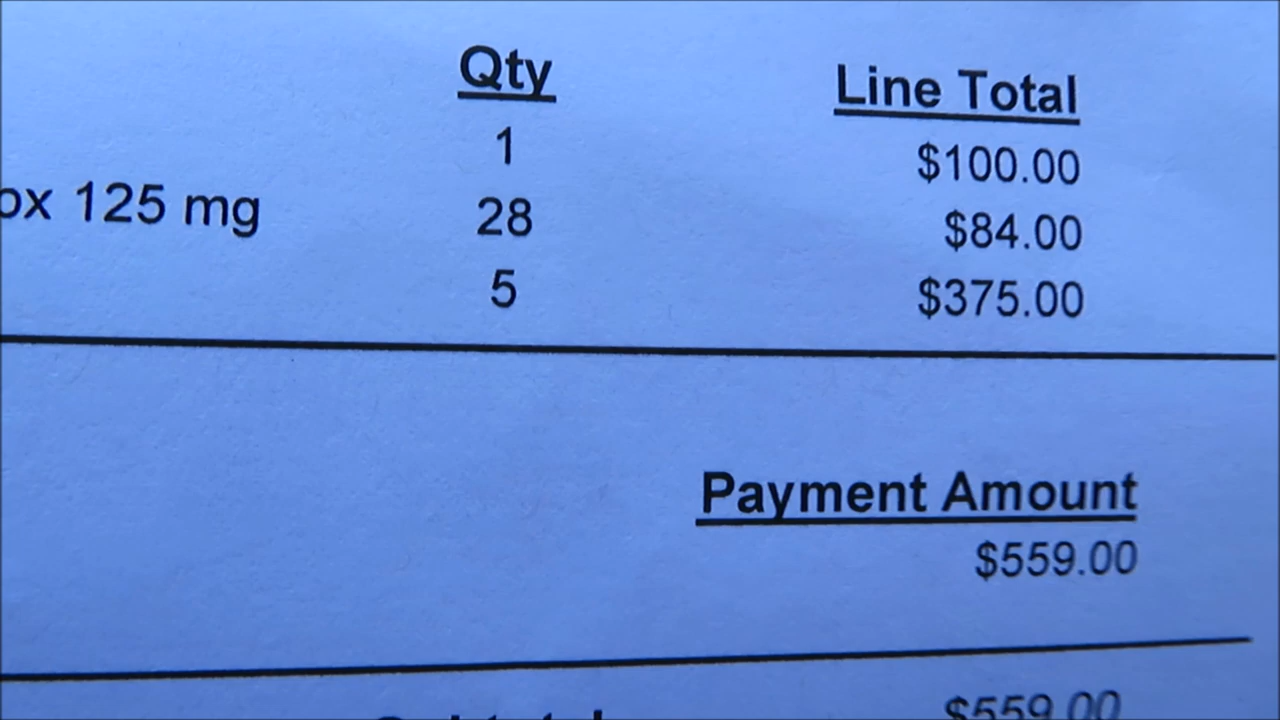 Qty Line Total
1 $100.00
ox 125 mg 28 $84.00
5 $375.00
Payment Amount
$559.00
$559.00